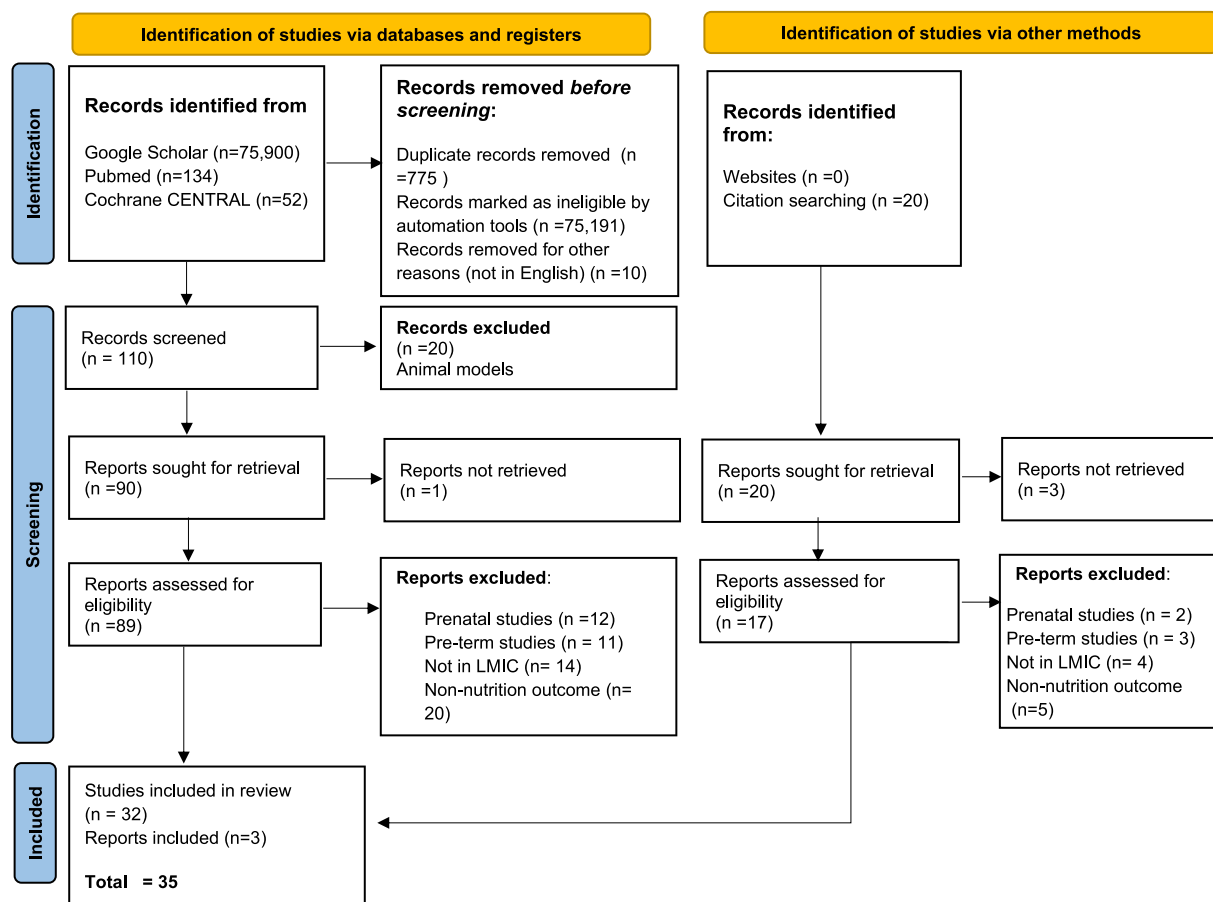 Identification of studies via databases and registers
Identification of studies via other methods
Identification
Records identified from
Google Scholar (n=75,900)
Pubmed (n=134)
Cochrane CENTRAL (n=52)
Records removed before
screening:
Duplicate records removed (n
=775 )
Records marked as ineligible by
automation tools (n =75,191)
Records removed for other
reasons (not in English) (n =10)
Records identified
from:
Websites (n =0)
Citation searching (n =20)
Screening
Records screened
(n = 110)
Records excluded
(n =20)
Animal models
Reports sought for retrieval
(n =90)
Reports not retrieved
(n =1)
Reports sought for retrieval
(n =20)
Reports not retrieved
(n =3)
Reports assessed for
eligibility
(n =89)
Reports excluded:
Prenatal studies (n =12)
Pre-term studies (n = 11)
Not in LMIC (n= 14)
Non-nutrition outcome (n=
20)
Reports assessed for
eligibility
(n =17)
Reports excluded:
Prenatal studies (n = 2)
Pre-term studies (n = 3)
Not in LMIC (n= 4)
Non-nutrition outcome
(n=5)
Included
Studies included in review
(n = 32)
Reports included (n=3)
Total = 35